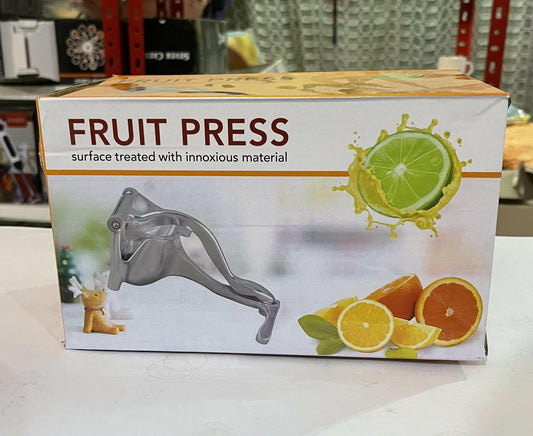 FRUIT PRESS
surface treated with innoxious material